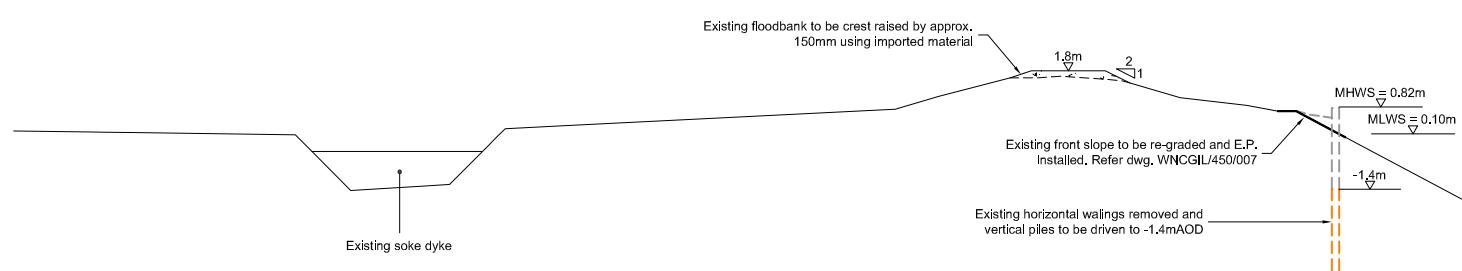 Existing floodbank to be crest raised by approx.
150mm using imported material
1.8m
2
1
MHWS = 0.82m
MLWS = 0.10m
Existing front slope to be re-graded and E.P.
Installed. Refer dwg. WNCGIL/450/007
-1.4m
Existing horizontal walings removed and
vertical piles to be driven to -1.4mAOD
Existing soke dyke